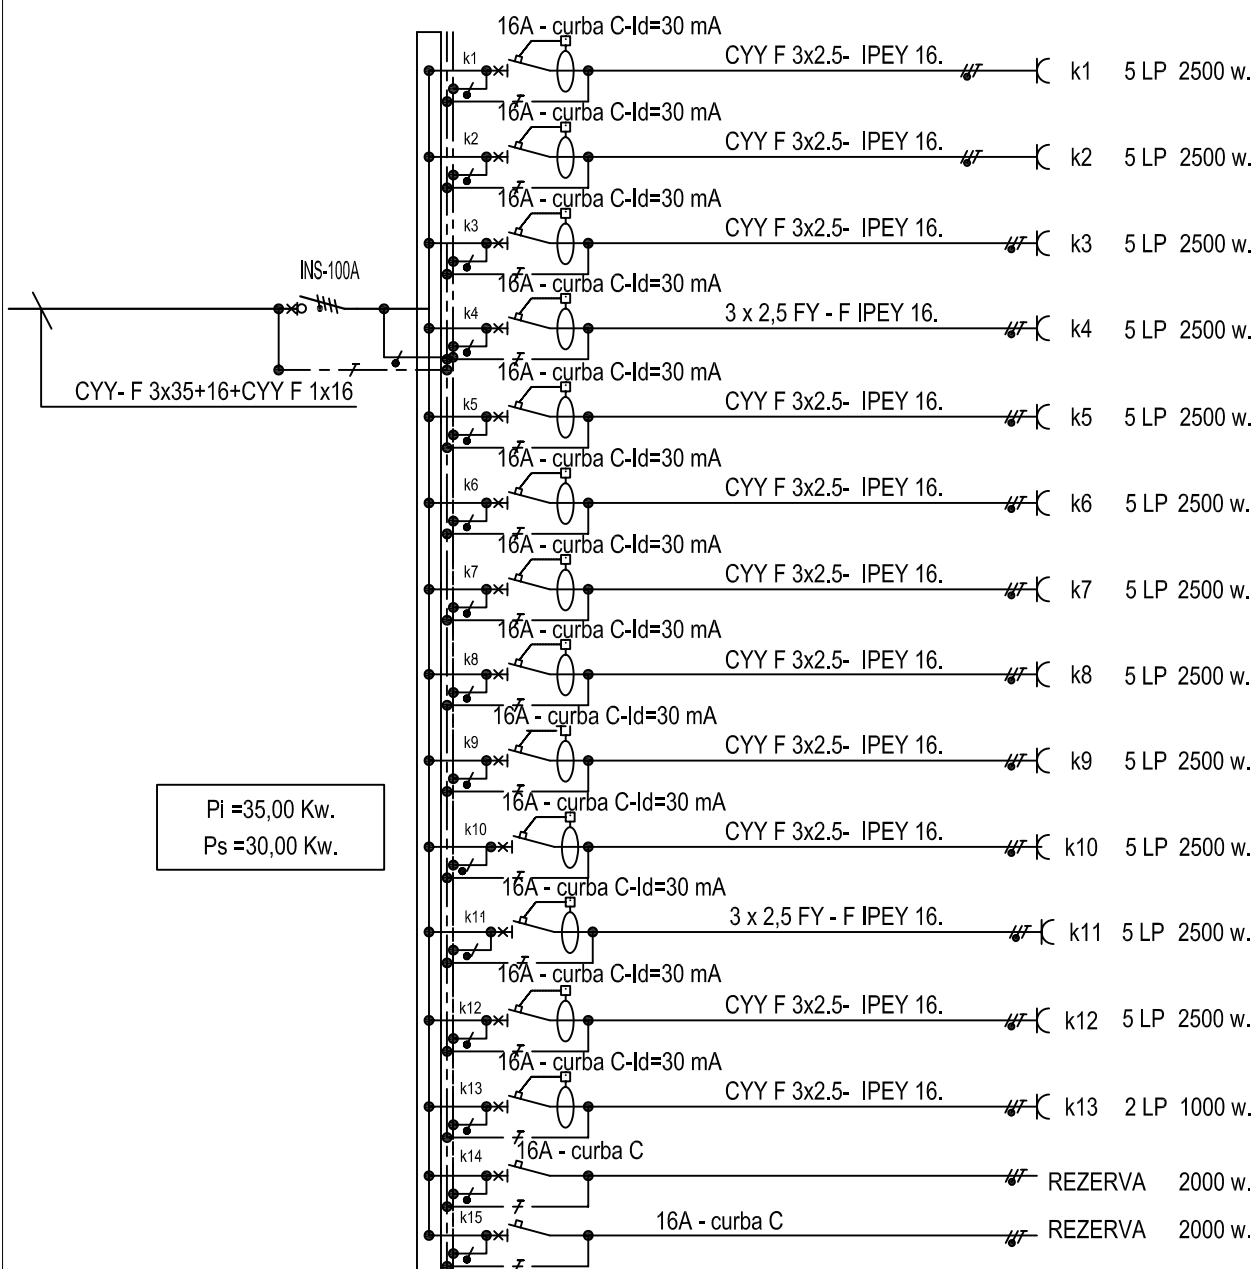 16A - curba C-Id=30 mA
k1 CYY F 3x2.5- IPEY 16. k1 5 LP 2500 w.
16A - curba C-Id=30 mA
k2 CYY F 3x2.5- IPEY 16. k2 5 LP 2500 w.
16A - curba C-Id=30 mA
k3 CYY F 3x2.5- IPEY 16. k3 5 LP 2500 w.
INS-100A
16A - curba C-Id=30 mA
k4 3 x 2,5 FY - F IPEY 16. k4 5 LP 2500 w.
CYY- F 3x35+16+CYY F 1x16
16A - curba C-Id=30 mA
k5 CYY F 3x2.5- IPEY 16. k5 5 LP 2500 w.
16A - curba C-Id=30 mA
k6 CYY F 3x2.5- IPEY 16. k6 5 LP 2500 w.
16A - curba C-Id=30 mA
k7 CYY F 3x2.5- IPEY 16. k7 5 LP 2500 w.
16A - curba C-Id=30 mA
k8 CYY F 3x2.5- IPEY 16. k8 5 LP 2500 w.
16A - curba C-Id=30 mA
k9 CYY F 3x2.5- IPEY 16. k9 5 LP 2500 w.
Pi =35,00 Kw.
Ps =30,00 Kw.
16A - curba C-Id=30 mA
k10 CYY F 3x2.5- IPEY 16. k10 5 LP 2500 w.
16A - curba C-Id=30 mA
k11 3 x 2,5 FY - F IPEY 16. k11 5 LP 2500 w.
16A - curba C-Id=30 mA
k12 CYY F 3x2.5- IPEY 16. k12 5 LP 2500 w.
16A - curba C-Id=30 mA
k13 CYY F 3x2.5- IPEY 16. k13 2 LP 1000 w.
16A - curba C
k14 REZERVA 2000 w.
k15 16A - curba C REZERVA 2000 w.